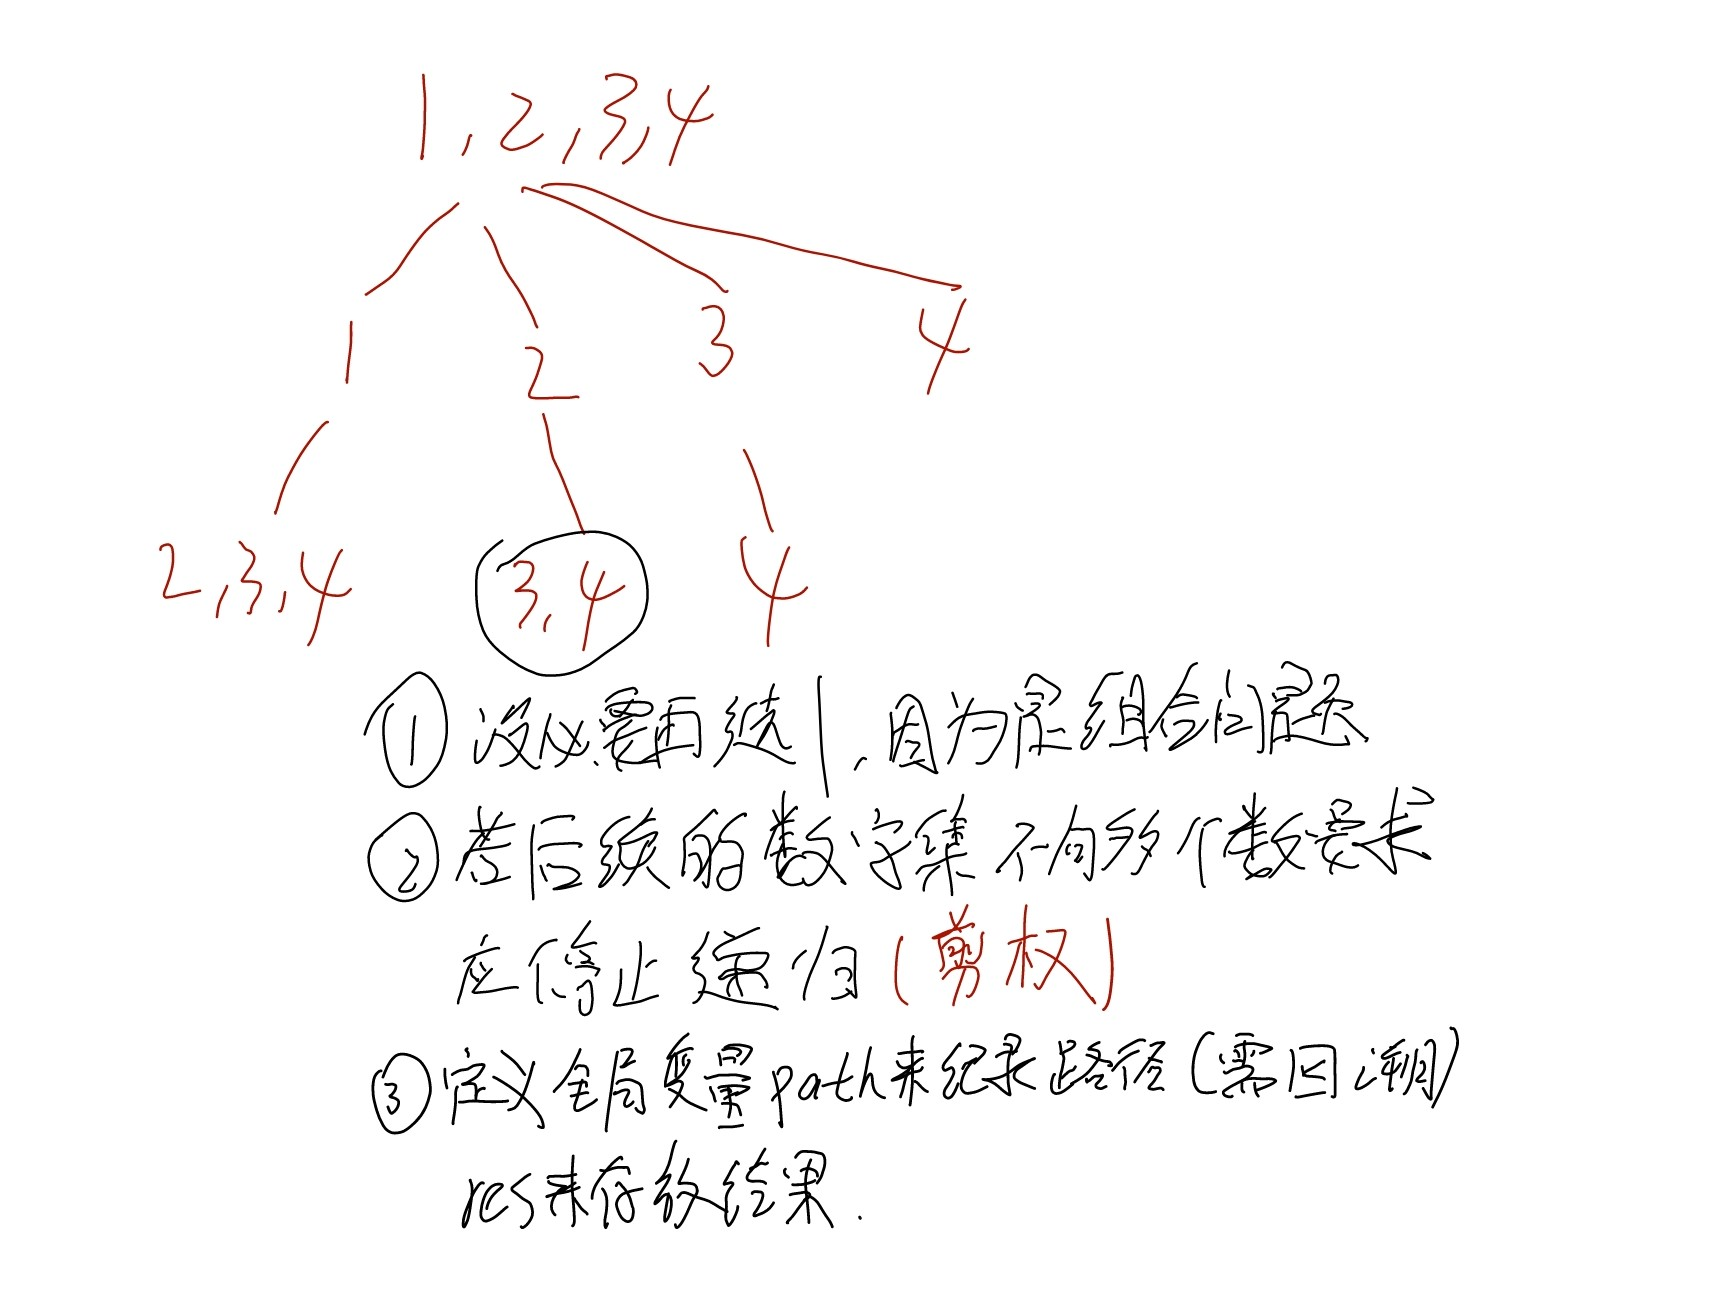 1,2,3,4
1 2 3 4
2,3,4 3,4 4
① 没必要再选1,因为是组合问题
② 若后续的数字集不向多个数要求
应停止递归(剪权)
③ 定义全局变量path来纪录路径(需回溯)
res来存放结果.